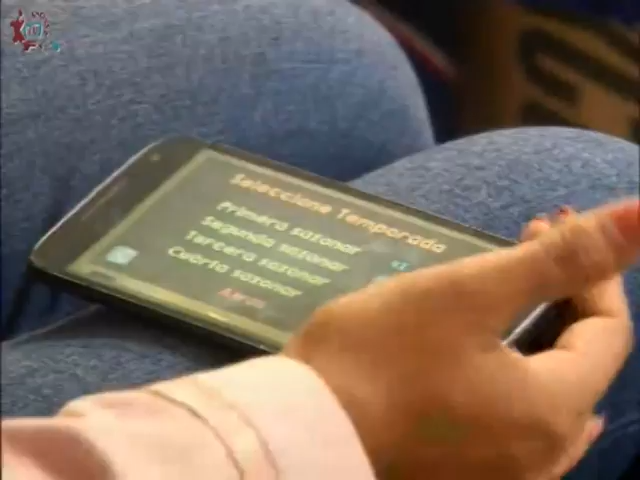 Seleccione Temporada
Primera sazonar
Segunda sazonar
Tercera sazonar
Cuarta sazonar